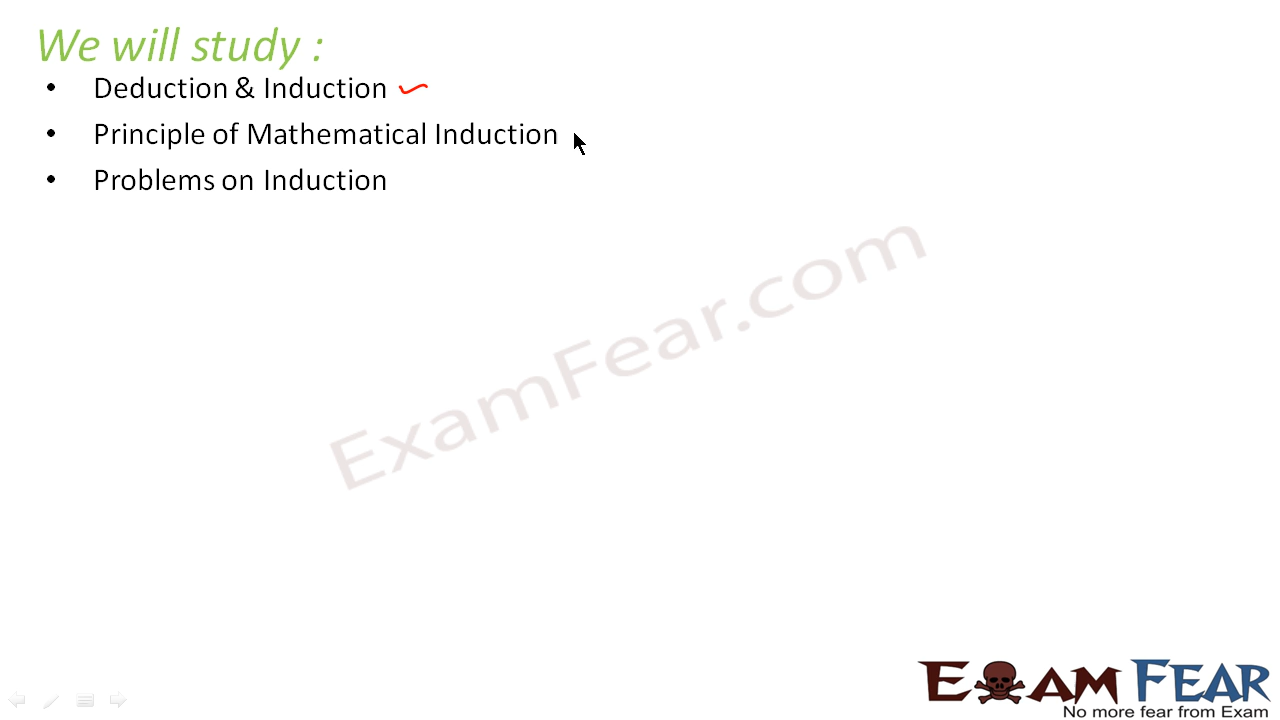 We will study :
• Deduction & Induction
• Principle of Mathematical Induction
• Problems on Induction
ExamFear.com
EXAM FEAR
No more fear from Exam